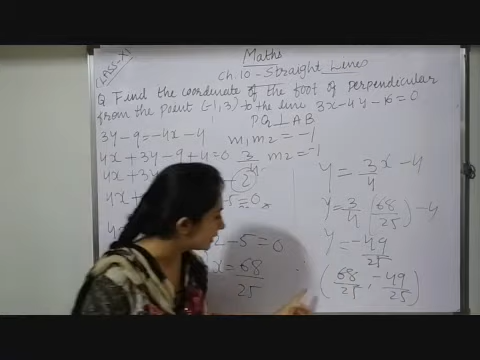 CLASS-XI
Maths
Ch.10 - Straight Lines
Q Find the coordinate of the foot of perpendicular
from the point (-1,3) to the line 3x-4y-16=0
PQ ⊥ AB
3y-9=-4x-4
m₁m₂=-1
4x+3y-9+4=0
3/4 m₂=-1
4x+3y
2
4x+
-5=0
-5=0
x=68/25
y=3x/4-4
y=3/4(68/25)-4
y=-49/25
(68/25, -49/25)